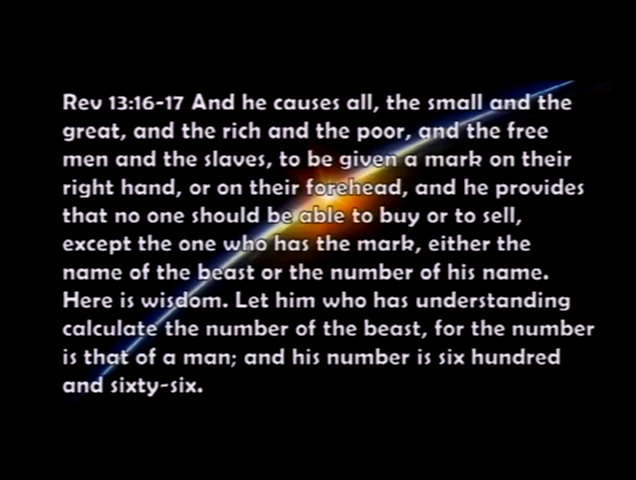 Rev 13:16-17 And he causes all, the small and the
great, and the rich and the poor, and the free
men and the slaves, to be given a mark on their
right hand, or on their forehead, and he provides
that no one should be able to buy or to sell,
except the one who has the mark, either the
name of the beast or the number of his name.
Here is wisdom. Let him who has understanding
calculate the number of the beast, for the number
is that of a man; and his number is six hundred
and sixty-six.